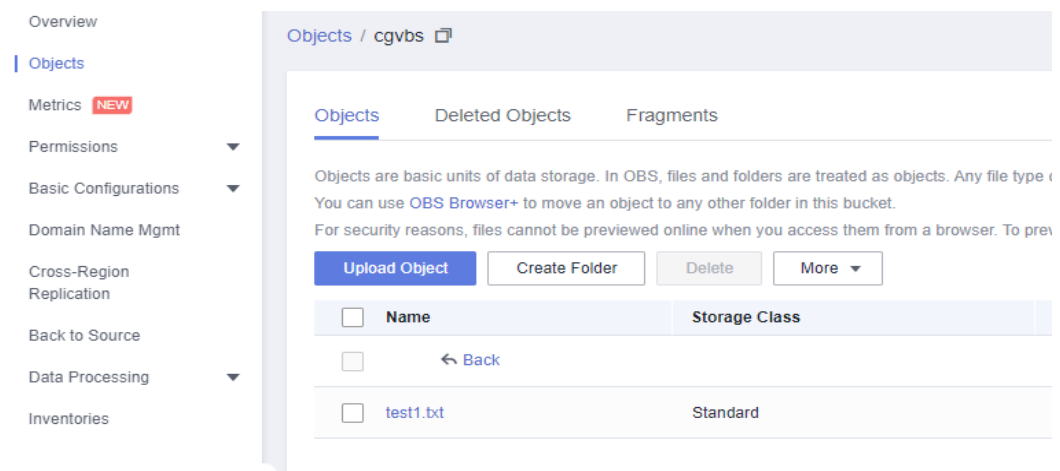 Overview
Objects
Metrics NEW
Permissions
Basic Configurations
Domain Name Mgmt
Cross-Region
Replication
Back to Source
Data Processing
Inventories
Objects / cgvbs
Objects Deleted Objects Fragments
Objects are basic units of data storage. In OBS, files and folders are treated as objects. Any file type
You can use OBS Browser+ to move an object to any other folder in this bucket.
For security reasons, files cannot be previewed online when you access them from a browser. To
Upload Object Create Folder Delete More
Name Storage Class
Back
test1.txt Standard